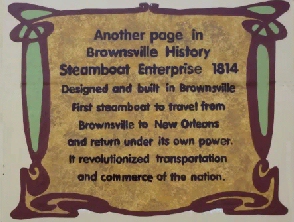 Another page in
Brownsville History
Steamboat Enterprise 1814
Designed and built in Brownsville
First steamboat to travel from
Brownsville to New Orleans
and return under its own power.
It revolutionized transportation
and commerce of the nation.